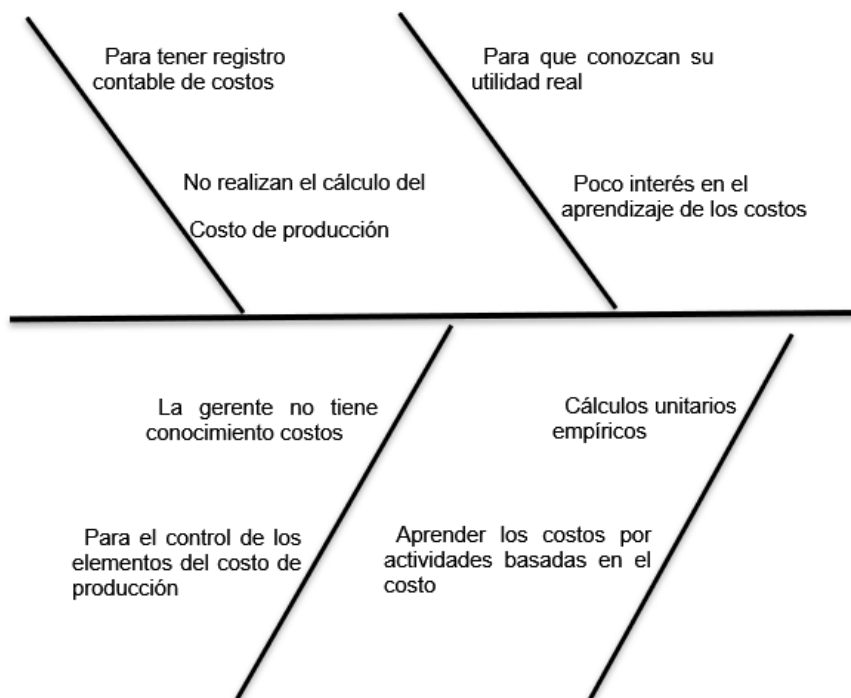 Para tener registro
contable de costos
No realizan el cálculo del
Costo de producción
Para que conozcan su
utilidad real
Poco interés en el
aprendizaje de los costos
La gerente no tiene
conocimiento costos
Para el control de los
elementos del costo de
producción
Cálculos unitarios
empíricos
Aprender los costos por
actividades basadas en el
costo